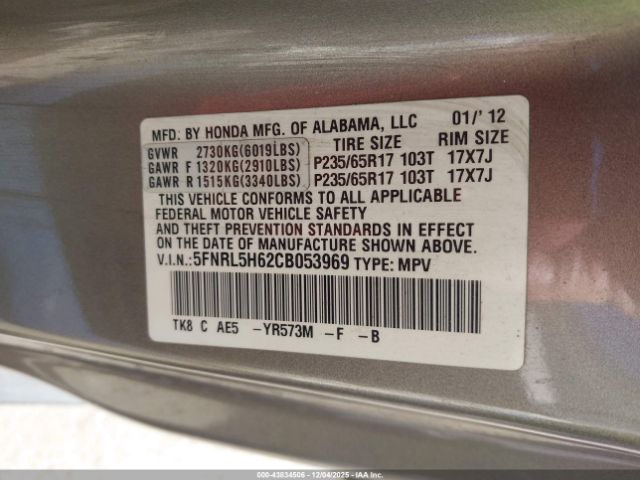 MFD. BY HONDA MFG. OF ALABAMA, LLC 01/'12
TIRE SIZE RIM SIZE
GVWR 2730KG(6019LBS)
GAWR F 1320KG(2910LBS) P235/65R17 103T 17X7J
GAWR R 1515KG(3340LBS) P235/65R17 103T 17X7J
THIS VEHICLE CONFORMS TO ALL APPLICABLE
FEDERAL MOTOR VEHICLE SAFETY
AND THEFT PREVENTION STANDARDS IN EFFECT
ON THE DATE OF MANUFACTURE SHOWN ABOVE.
V.I.N.:5FNRL5H62CB053969 TYPE: MPV
TK8 C AE5 -YR573M -F -B
000-43834506 - 12/04/2025 - IAA Inc.